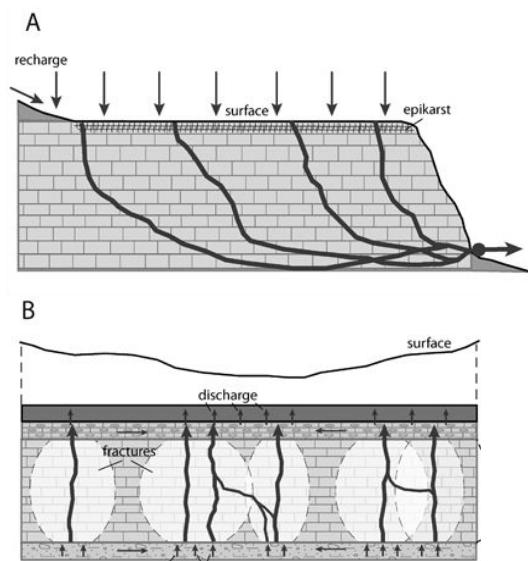 A
recharge
surface
epikarst
B
surface
discharge
fractures